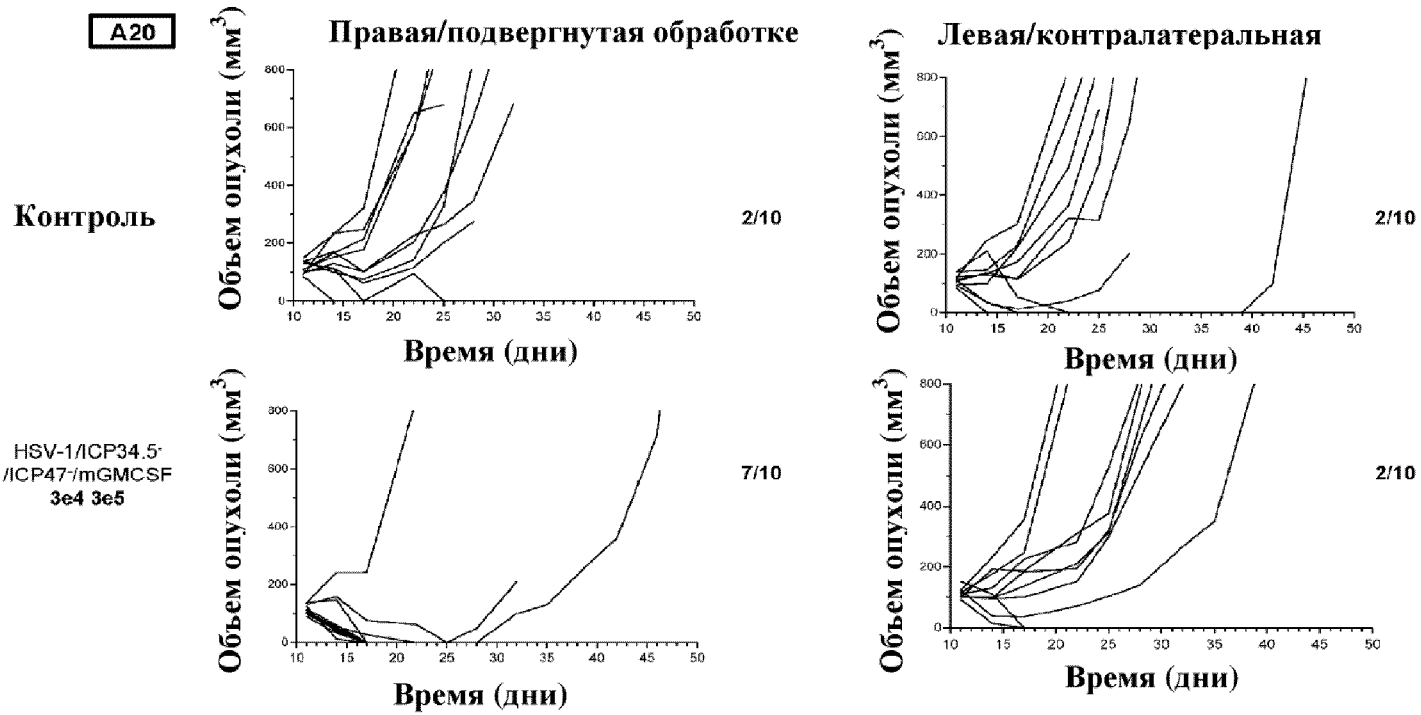 A20
Правая/подвергнутая обработке
Левая/контралатеральная
Контроль
Объем опухоли (мм³)
800
600
400
200
0
10 15 20 25 30 35 40 45 50
Время (дни)
2/10
Объем опухоли (мм³)
800
600
400
200
0
10 15 20 25 30 35 40 45 50
Время (дни)
2/10
HSV-1/ICP34.5-
/ICP47-/mGMCSF
3e4 3e5
Объем опухоли (мм³)
800
600
400
200
0
10 15 20 25 30 35 40 45 50
Время (дни)
7/10
Объем опухоли (мм³)
800
600
400
200
0
10 15 20 25 30 35 40 45 50
Время (дни)
2/10